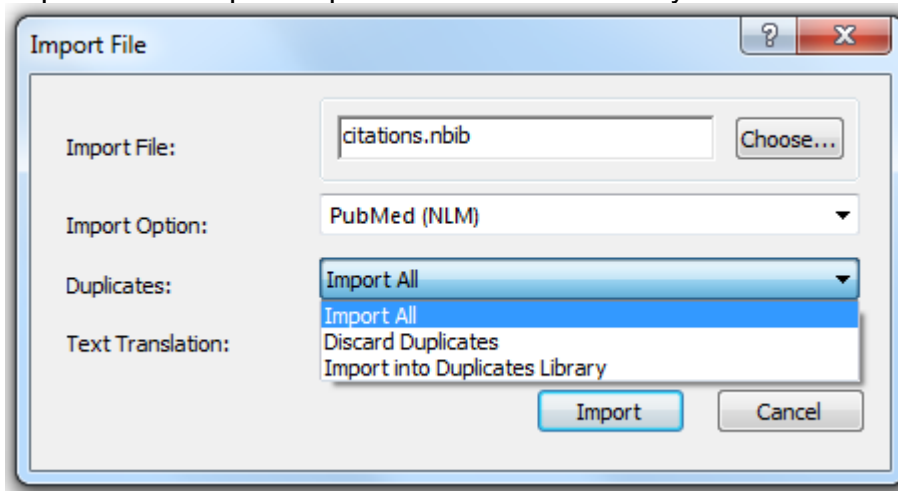 Import File
Import File:
citations.nbib
Choose...
Import Option:
PubMed (NLM)
Duplicates:
Import All
Import All
Discard Duplicates
Import into Duplicates Library
Text Translation:
Import
Cancel